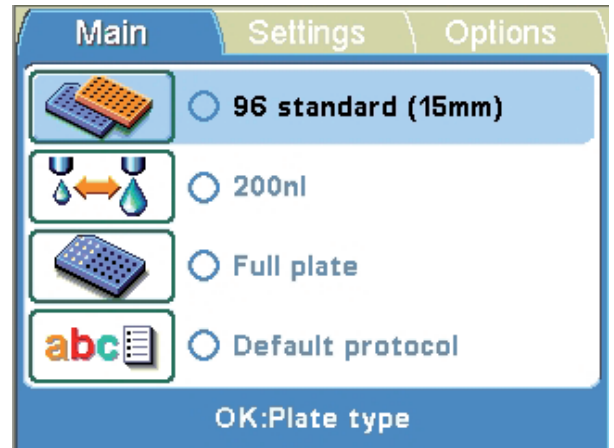 Main Settings Options
96 standard (15mm)
200nl
Full plate
abc Default protocol
OK:Plate type